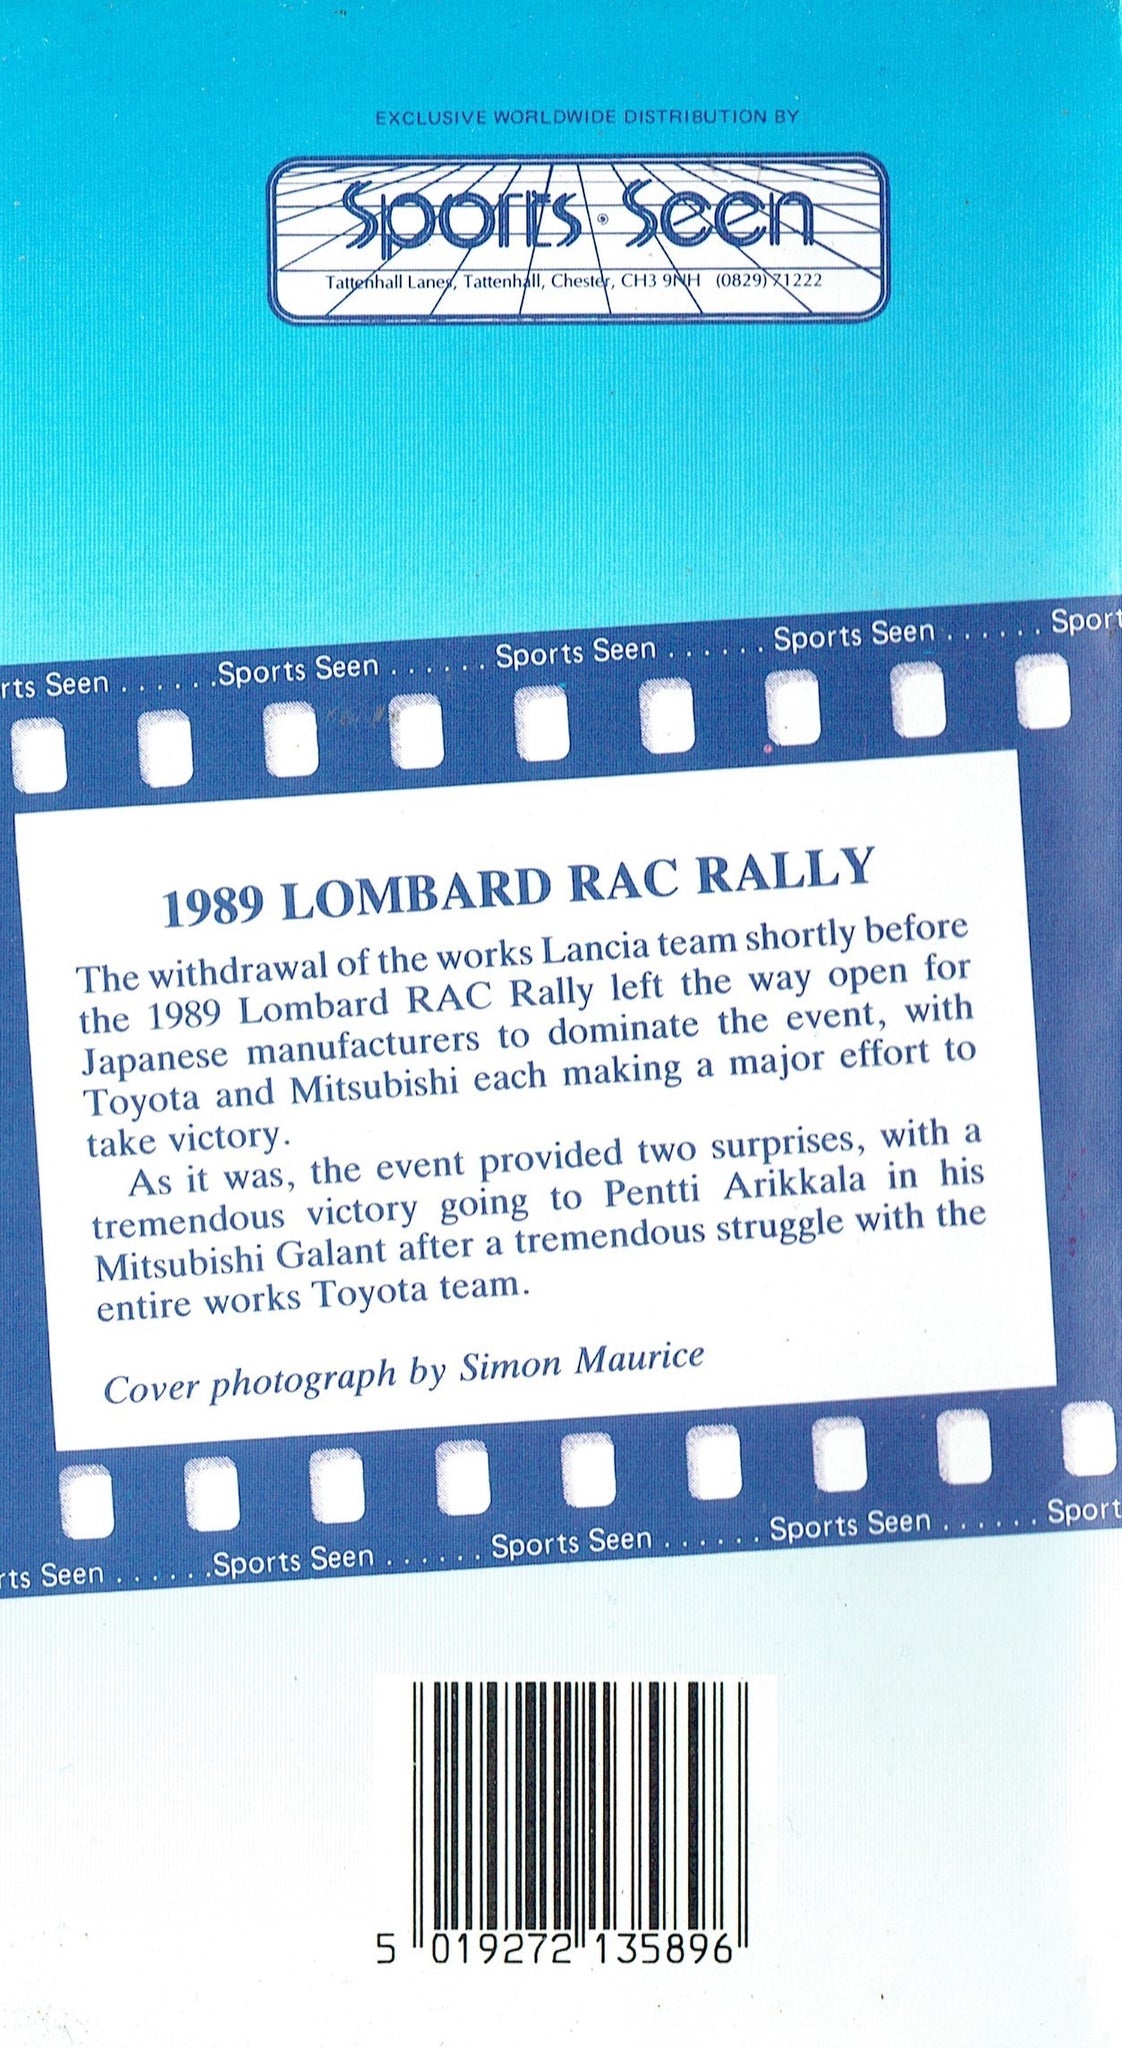 EXCLUSIVE WORLDWIDE DISTRIBUTION BY
Sports • Seen
Tattenhall Lanes, Tattenhall, Chester, CH3 9NH (0829) 71222
rts Seen . . . . . . Sports Seen . . . . . . Sports Seen . . . . . . Sports Seen . . . . . . Sport
1989 LOMBARD RAC RALLY
The withdrawal of the works Lancia team shortly before
the 1989 Lombard RAC Rally left the way open for
Japanese manufacturers to dominate the event, with
Toyota and Mitsubishi each making a major effort to
take victory.
As it was, the event provided two surprises, with a
tremendous victory going to Pentti Arikkala in his
Mitsubishi Galant after a tremendous struggle with the
entire works Toyota team.
Cover photograph by Simon Maurice
rts Seen . . . . . . Sports Seen . . . . . . Sports Seen . . . . . . Sports Seen . . . . . . Sport
5 019272 135896